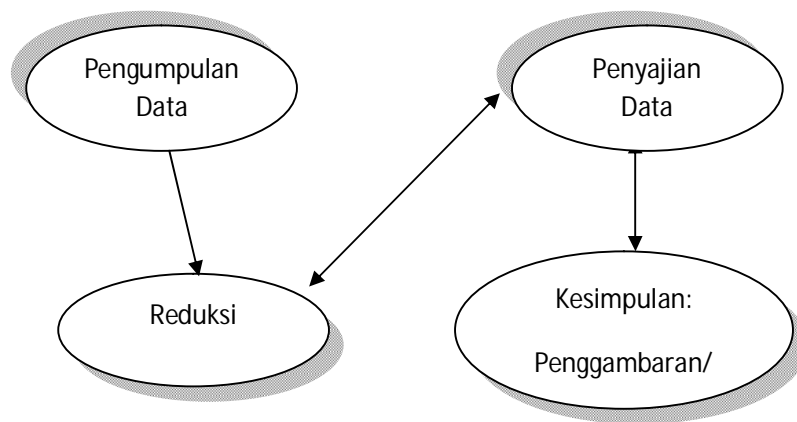 Pengumpulan
Data
Penyajian
Data
Reduksi
Kesimpulan:
Penggambaran/